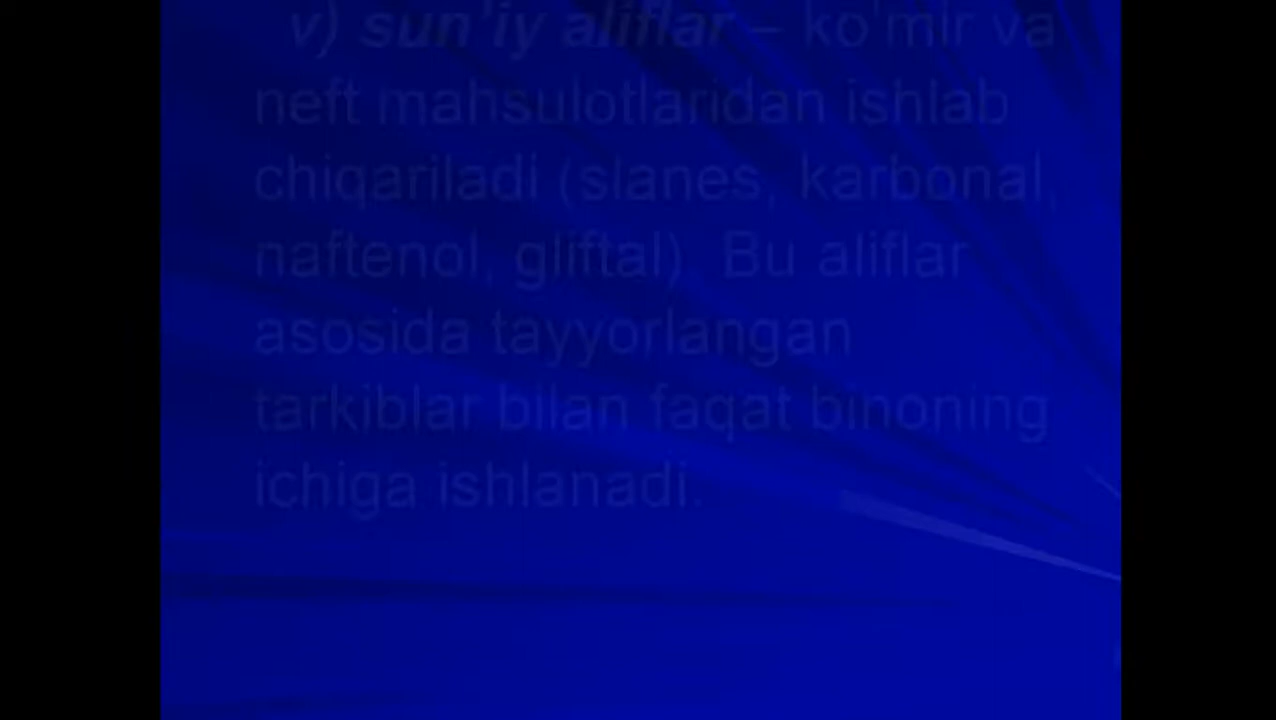 v) sun'iy aliflar – ko'mir va
neft mahsulotlaridan ishlab
chiqariladi (slanes, karbonal,
naftenol, gliftal). Bu aliflar
asosida tayyorlangan
tarkiblar bilan faqat binoning
ichiga ishlanadi.